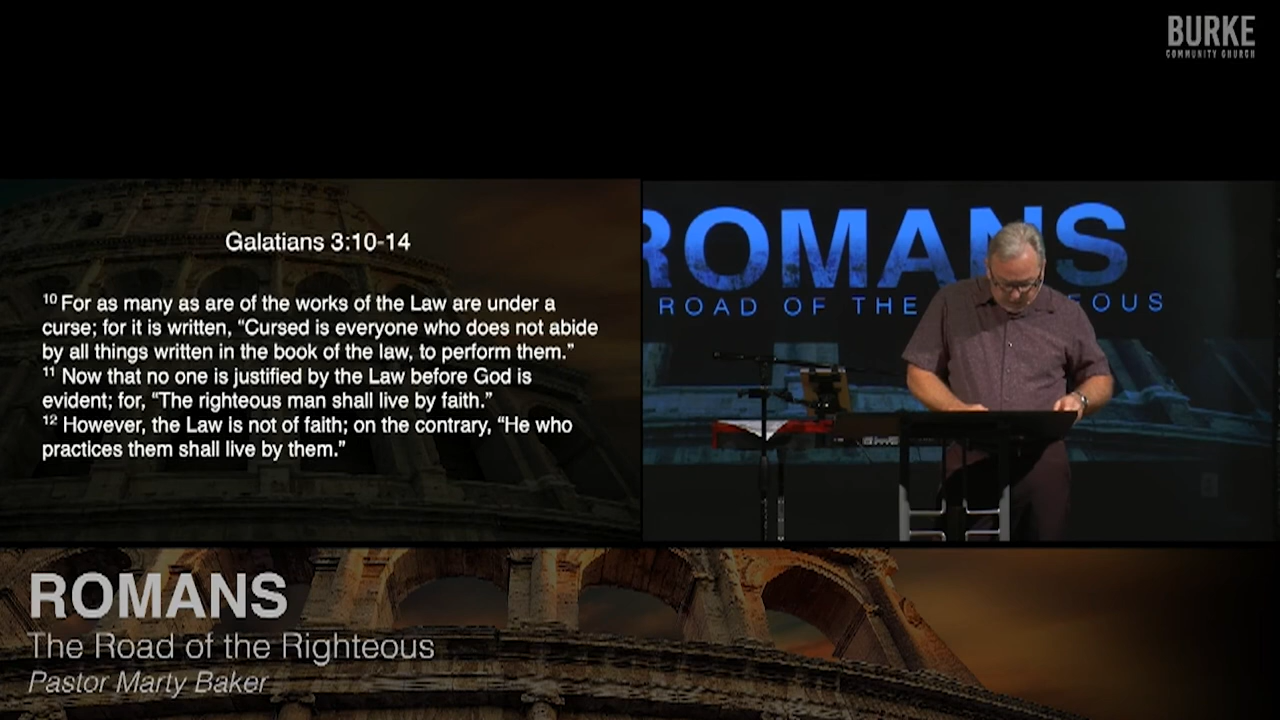 BURKE
COMMUNITY CHURCH
Galatians 3:10-14
10 For as many as are of the works of the Law are under a
curse; for it is written, “Cursed is everyone who does not abide
by all things written in the book of the law, to perform them.”
11 Now that no one is justified by the Law before God is
evident; for, “The righteous man shall live by faith.”
12 However, the Law is not of faith; on the contrary, “He who
practices them shall live by them.”
ROMANS
ROAD OF THE
EOUS
ROMANS
The Road of the Righteous
Pastor Marty Baker